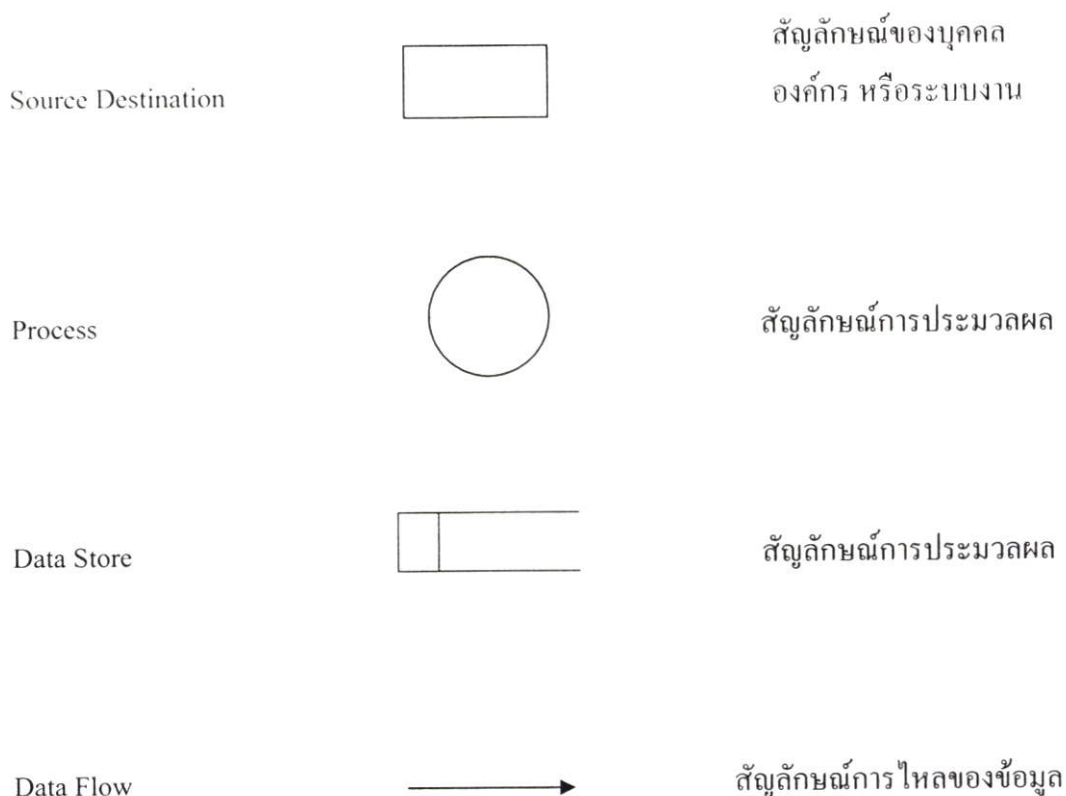 สัญลักษณ์ของบุคคล
Source Destination
องค์กร หรือระบบงาน
Process
สัญลักษณ์การประมวลผล
Data Store
สัญลักษณ์การประมวลผล
Data Flow
สัญลักษณ์การไหลของข้อมูล